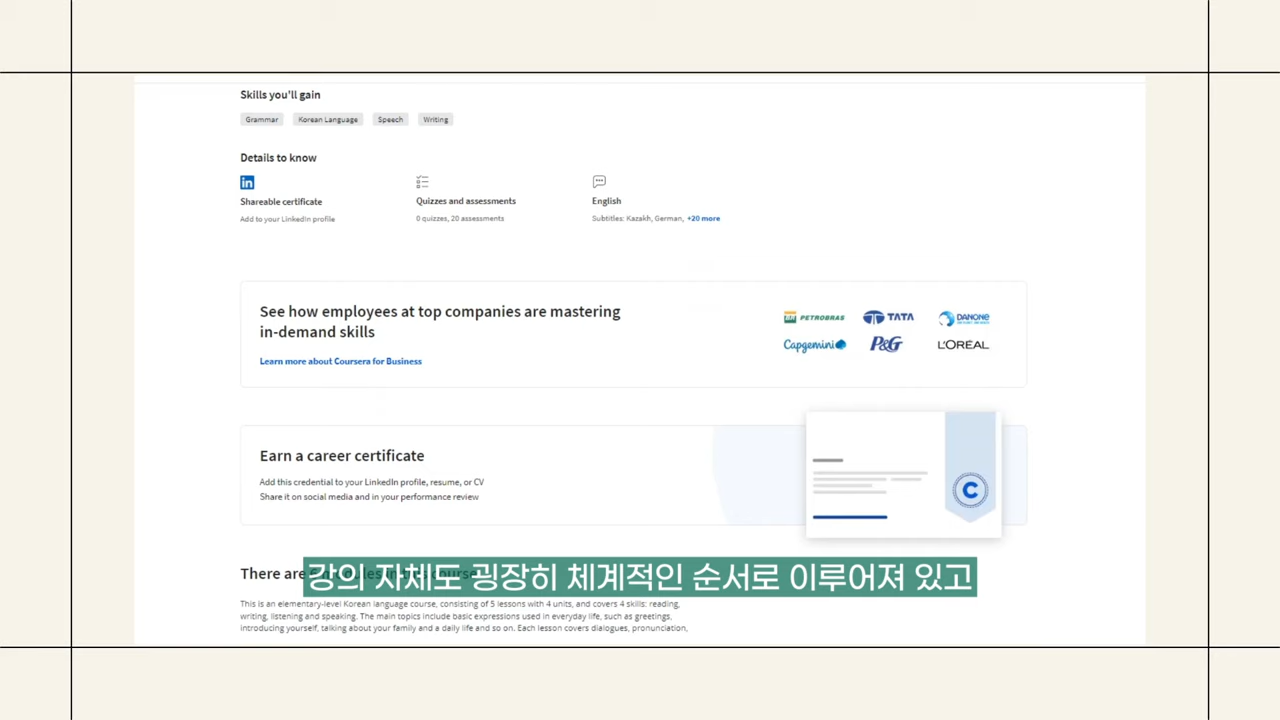 Skills you'll gain
Grammar Korean Language Speech Writing
Details to know
in
Shareable certificate
Add to your LinkedIn profile
Quizzes and assessments
0 quizzes, 20 assessments
English
Subtitles: Kazakh, German, +20 more
See how employees at top companies are mastering
in-demand skills
Learn more about Coursera for Business
BR PETROBRAS TATA DANONE
Capgemini P&G L'ORÉAL
Earn a career certificate
Add this credential to your LinkedIn profile, resume, or CV
Share it on social media and in your performance review
C
There are
강의 자체도 굉장히 체계적인 순서로 이루어져 있고
This is an elementary-level Korean language course, consisting of 5 lessons with 4 units, and covers 4 skills: reading,
writing, listening and speaking. The main topics include basic expressions used in everyday life, such as greetings,
introducing yourself, talking about your family and a daily life and so on. Each lesson covers dialogues, pronunciation,